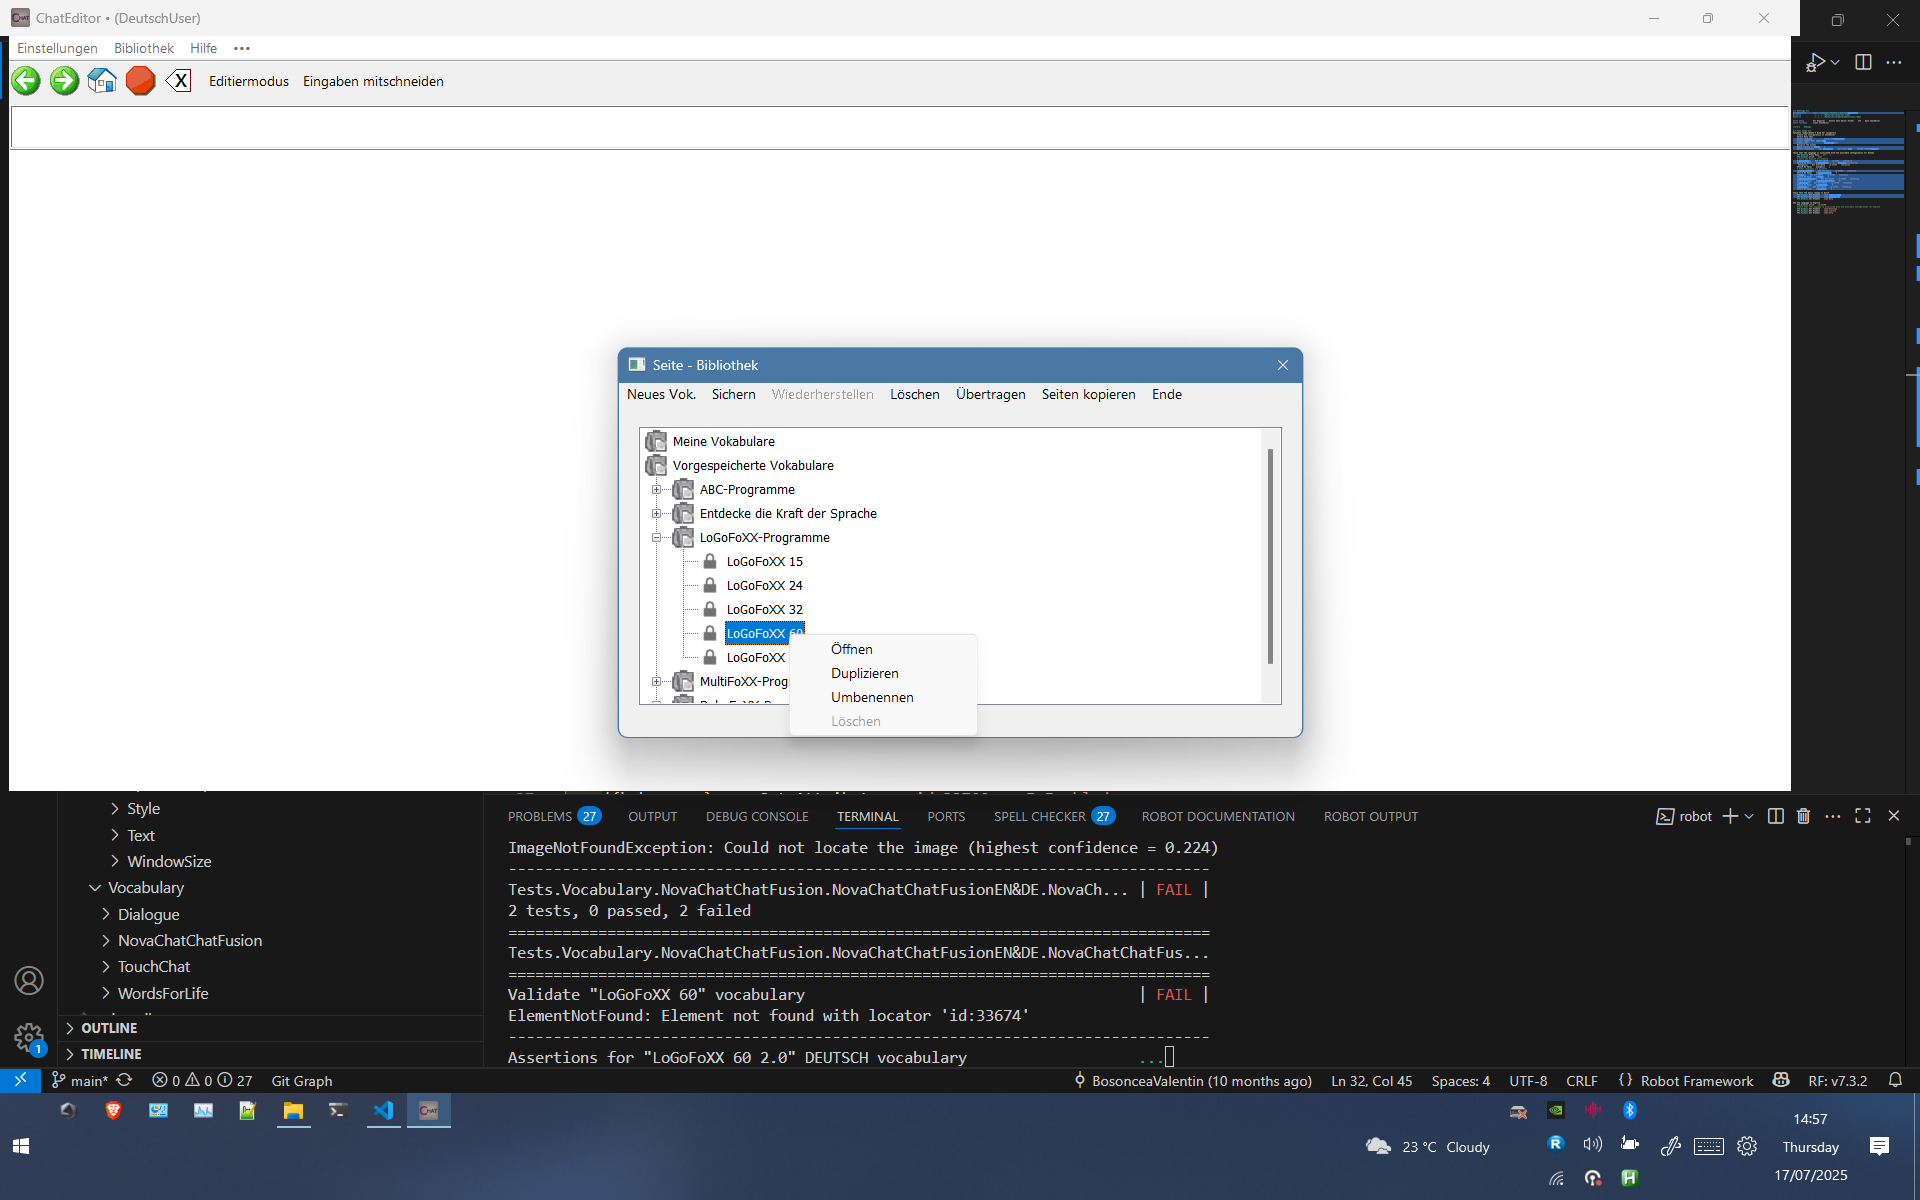 ChatEditor • (DeutschUser)
Einstellungen Bibliothek Hilfe •••
X Editiermodus Eingaben mitschneiden
Seite - Bibliothek
Neues Vok. Sichern Wiederherstellen Löschen Übertragen Seiten kopieren Ende
Meine Vokabulare
Vorgespeicherte Vokabulare
ABC-Programme
Entdecke die Kraft der Sprache
LoGoFoXX-Programme
LoGoFoXX 15
LoGoFoXX 24
LoGoFoXX 32
LoGoFoXX 60
LoGoFoXX
MultiFoXX-Prog
Öffnen
Duplizieren
Umbenennen
Löschen
Style
Text
WindowSize
Vocabulary
Dialogue
NovaChatChatFusion
TouchChat
WordsForLife
OUTLINE
TIMELINE
PROBLEMS 27 OUTPUT DEBUG CONSOLE TERMINAL PORTS SPELL CHECKER 27 ROBOT DOCUMENTATION ROBOT OUTPUT
robot
ImageNotFoundException: Could not locate the image (highest confidence = 0.224)
------------------------------------------------------------------------------
Tests.Vocabulary.NovaChatChatFusion.NovaChatChatFusionEN&DE.NovaCh... | FAIL |
2 tests, 0 passed, 2 failed
==============================================================================
Tests.Vocabulary.NovaChatChatFusion.NovaChatChatFusionEN&DE.NovaChatChatFus...
==============================================================================
Validate "LoGoFoXX 60" vocabulary | FAIL |
ElementNotFound: Element not found with locator 'id:33674'
------------------------------------------------------------------------------
Assertions for "LoGoFoXX 60 2.0" DEUTSCH vocabulary ...
1
main* 0 0 27 Git Graph
BosonceaValentin (10 months ago) Ln 32, Col 45 Spaces: 4 UTF-8 CRLF {} Robot Framework RF: v7.3.2
CHAT
23 °C Cloudy
R
H
14:57
Thursday
17/07/2025